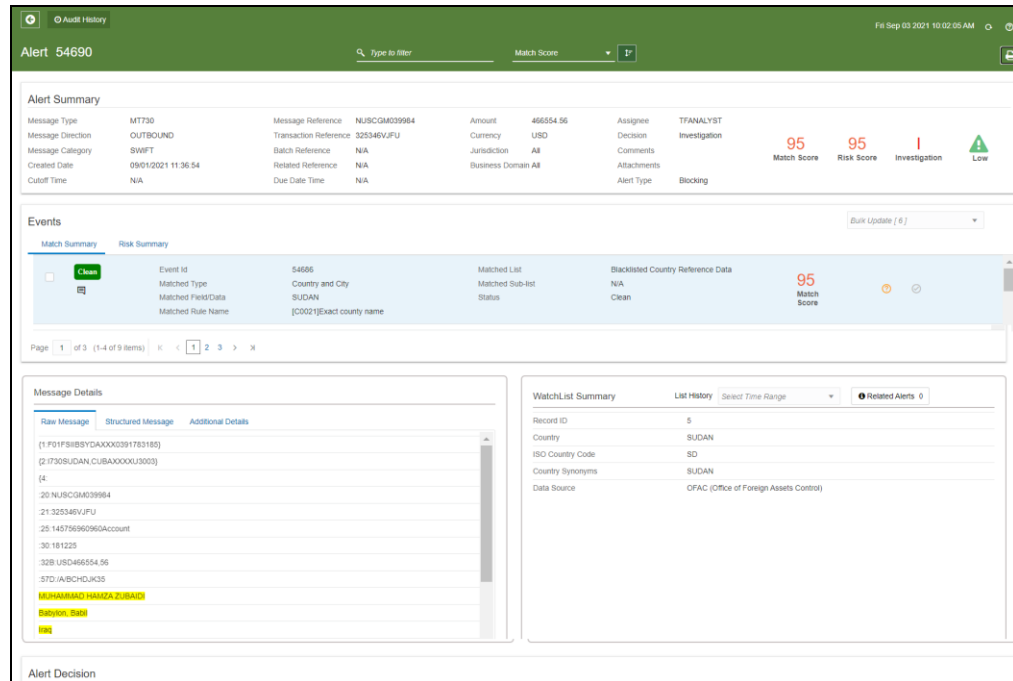 Audit History
Fri Sep 03 2021 10:02:05 AM
Alert 54690
Type to filter
Match Score
Alert Summary
Message Type MT730 Message Reference NUSCGM039984 Amount 466554.56 Assignee TFANALYST
Message Direction OUTBOUND Transaction Reference 325346VJFU Currency USD Decision Investigation
Message Category SWIFT Batch Reference N/A Jurisdiction All Comments
Created Date 09/01/2021 11:36:54 Related Reference N/A Business Domain All Attachments
Cutoff Time N/A Due Date Time N/A Alert Type Blocking
95 95 I
Match Score Risk Score Investigation Low
Events
Bulk Update [ 6 ]
Match Summary Risk Summary
Clean
Event Id 54686 Matched List Blacklisted Country Reference Data
Matched Type Country and City Matched Sub-list N/A
Matched Field/Data SUDAN Status Clean
Matched Rule Name [C0021]Exact county name
95
Match
Score
Page 1 of 3 (1-4 of 9 items) 1 2 3
Message Details
Raw Message Structured Message Additional Details
{1:F01FSIIBSYDAXXX0391783185}
{2:I730SUDAN,CUBAXXXXU3003}
{4:
:20:NUSCGM039984
:21:325346VJFU
:25:145756960960Account
:30:181225
:32B:USD466554,56
:57D:/A/BCHDJK35
MUHAMMAD HAMZA ZUBAIDI
Babylon, Babil
Iraq
WatchList Summary List History Select Time Range Related Alerts 0
Record ID 5
Country SUDAN
ISO Country Code SD
Country Synonyms SUDAN
Data Source OFAC (Office of Foreign Assets Control)
Alert Decision